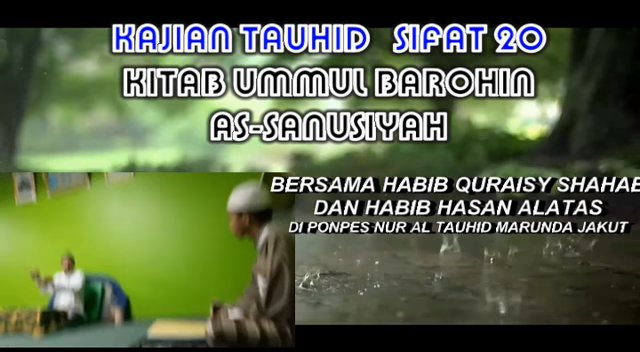 KAJIAN TAUHID SIFAT 20
KITAB UMMUL BAROHIN
AS-SANUSIYAH
BERSAMA HABIB QURAISY SHAHAB
DAN HABIB HASAN ALATAS
DI PONPES NUR AL TAUHID MARUNDA JAKUT